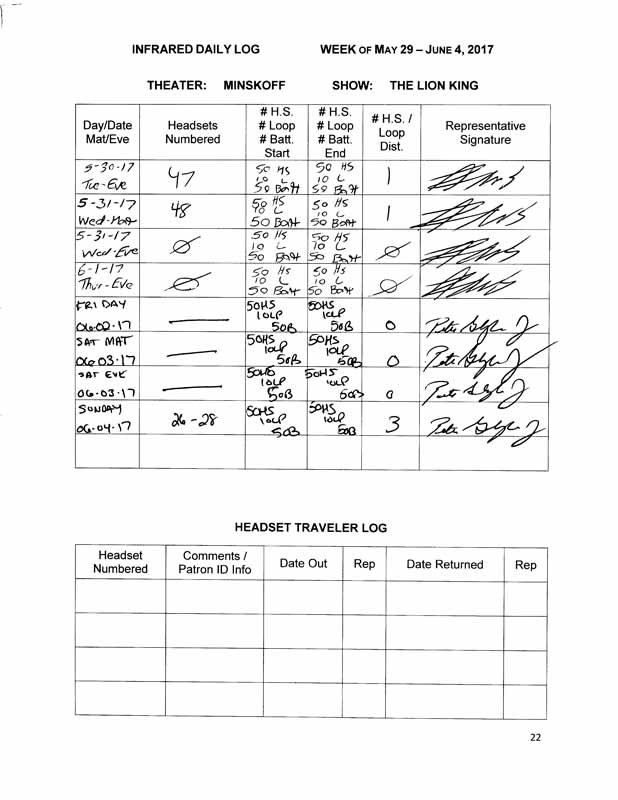 INFRARED DAILY LOG WEEK OF MAY 29 – JUNE 4, 2017
THEATER: MINSKOFF SHOW: THE LION KING
Day/Date Mat/Eve Headsets Numbered # H.S. # Loop # Batt. Start # H.S. # Loop # Batt. End # H.S. / Loop Dist. Representative Signature
5-30-17 50 HS 50 HS
Tue-Eve 47 10 L 10 L 1
50 Batt 50 Batt
5-31-17 50 HS 50 HS
Wed-Mat 48 10 L 10 L 1
50 Batt 50 Batt
5-31-17 50 HS 50 HS
Wed-Eve Ø 10 L 10 L Ø
50 Batt 50 Batt
6-1-17 50 HS 50 HS
Thur-Eve Ø 10 L 10 L Ø
50 Batt 50 Batt
FRI DAY 50HS 50HS
06·02·17 — 10LP 10LP 0
50B 50B
SAT MAT 50HS 50HS
06·03·17 — 10LP 10LP 0
50B 50B
SAT EVE 50HS 50HS
06·03·17 — 10LP 10LP 0
50B 50B
SUNDAY 50HS 50HS
06·04·17 26-28 10LP 10LP 3
50B 50B
HEADSET TRAVELER LOG
Headset Numbered Comments / Patron ID Info Date Out Rep Date Returned Rep
22